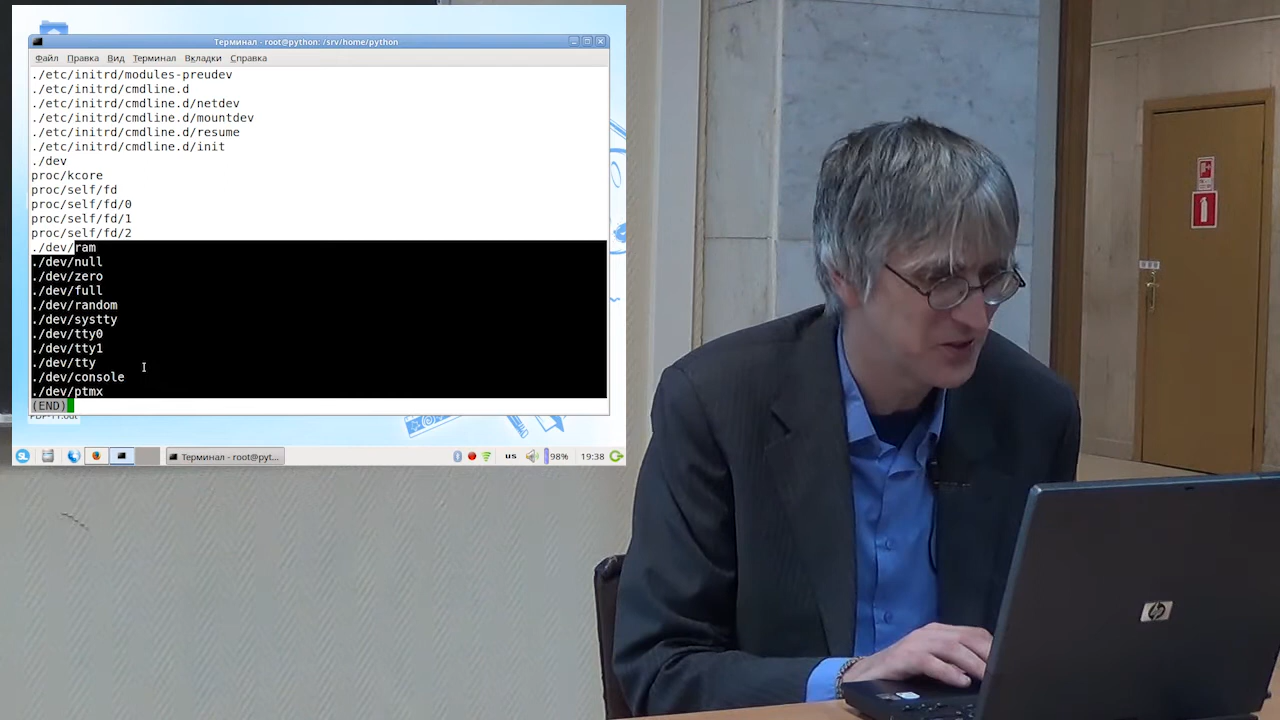 Терминал - root@python: /srv/home/python
Файл Правка Вид Терминал Вкладки Справка
./etc/initrd/modules-preudev
./etc/initrd/cmdline.d
./etc/initrd/cmdline.d/netdev
./etc/initrd/cmdline.d/mountdev
./etc/initrd/cmdline.d/resume
./etc/initrd/cmdline.d/init
./dev
proc/kcore
proc/self/fd
proc/self/fd/0
proc/self/fd/1
proc/self/fd/2
./dev/ram
./dev/null
./dev/zero
./dev/full
./dev/random
./dev/systty
./dev/tty0
./dev/tty1
./dev/tty
./dev/console
./dev/ptmx
(END)
Терминал - root@pyt...
us
98%
19:38
hp